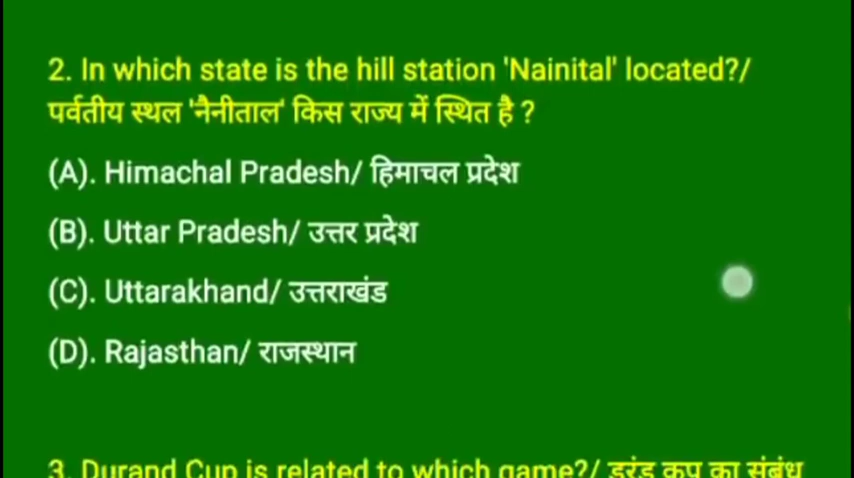 2. In which state is the hill station 'Nainital' located?/
पर्वतीय स्थल 'नैनीताल' किस राज्य में स्थित है ?
(A). Himachal Pradesh/ हिमाचल प्रदेश
(B). Uttar Pradesh/ उत्तर प्रदेश
(C). Uttarakhand/ उत्तराखंड
(D). Rajasthan/ राजस्थान
3. Durand Cup is related to which game?/ डूरंड कप का संबंध